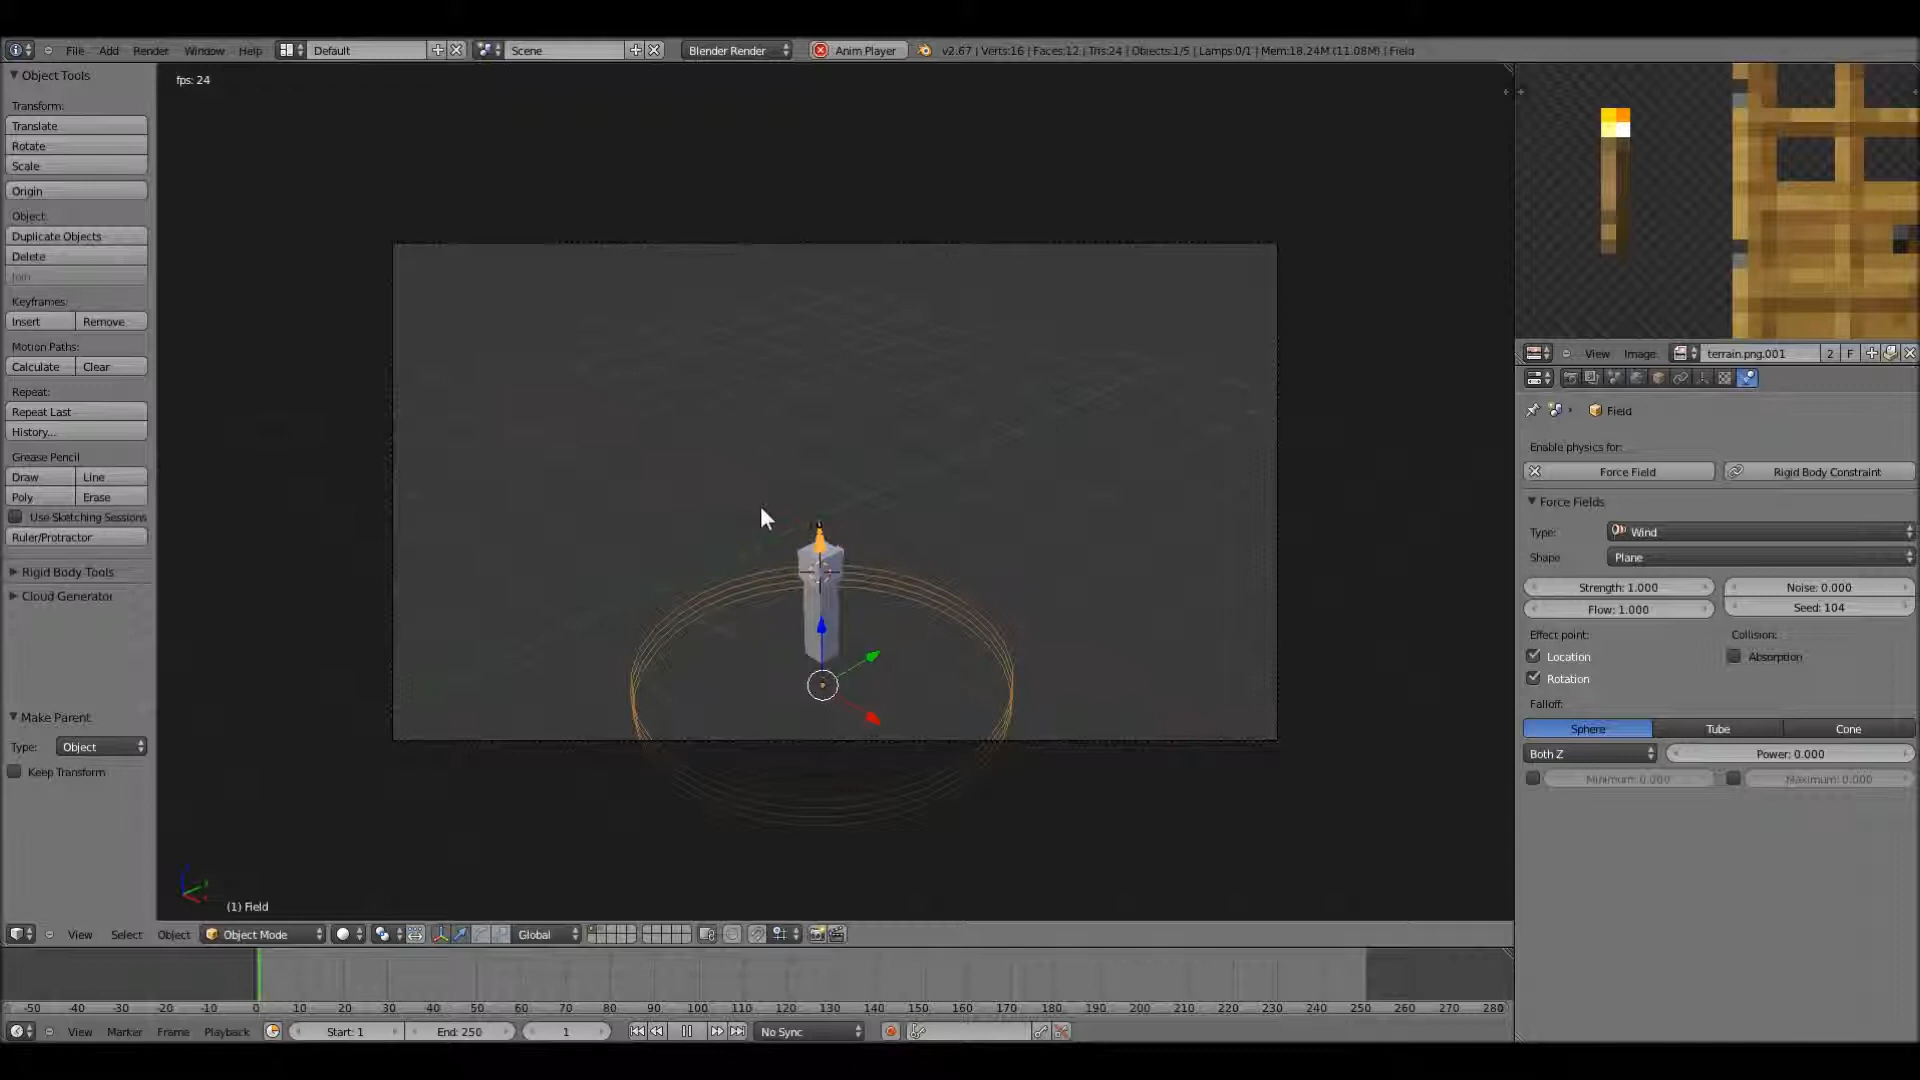 File Add Render Window Help Default Scene Blender Render Anim Player v2.67 | Verts:16 | Faces:12 | Tris:24 | Objects:1/5 | Lamps:0/1 | Mem:18.24M (11.08M) | Field
Object Tools
fps: 24
Transform:
Translate
Rotate
Scale
Origin
Object:
Duplicate Objects
Delete
Join
Keyframes:
Insert Remove
Motion Paths:
Calculate Clear
Repeat:
Repeat Last
History...
Grease Pencil
Draw Line
Poly Erase
Use Sketching Sessions
Ruler/Protractor
Rigid Body Tools
Cloud Generator
Make Parent
Type: Object
Keep Transform
(1) Field
View Image terrain.png.001 2 F
Field
Enable physics for:
Force Field Rigid Body Constraint
Force Fields
Type: Wind
Shape Plane
Strength: 1.000 Noise: 0.000
Flow: 1.000 Seed: 104
Effect point: Collision:
Location Absorption
Rotation
Falloff:
Sphere Tube Cone
Both Z Power: 0.000
Minimum: 0.000 Maximum: 0.000
View Select Object Object Mode Global
-50 -40 -30 -20 -10 0 10 20 30 40 50 60 70 80 90 100 110 120 130 140 150 160 170 180 190 200 210 220 230 240 250 260 270 280
View Marker Frame Playback Start: 1 End: 250 1 No Sync